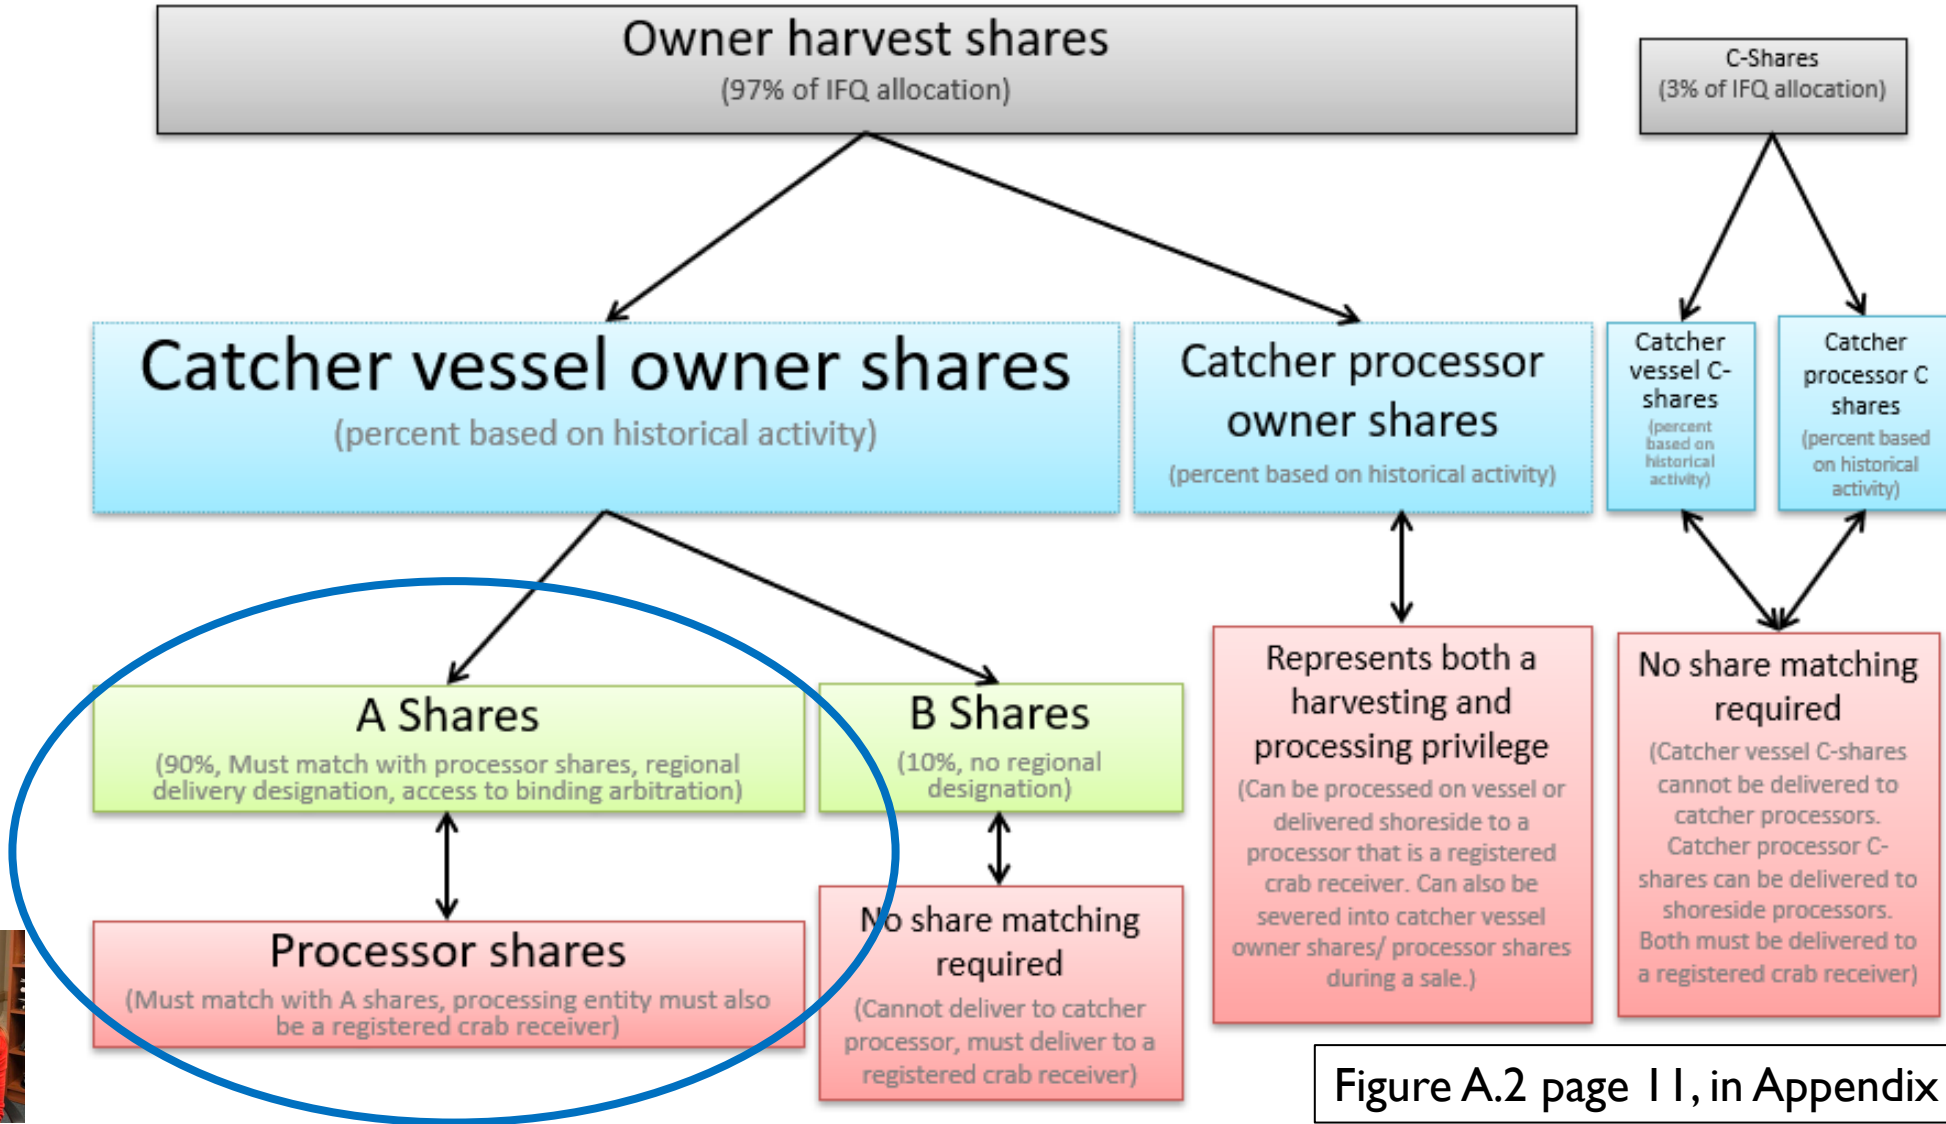 Owner harvest shares
(97% of IFQ allocation)
C-Shares
(3% of IFQ allocation)
Catcher vessel owner shares
(percent based on historical activity)
Catcher processor
owner shares
(percent based on historical activity)
Catcher
vessel C-
shares
(percent
based on
historical
activity)
Catcher
processor C
shares
(percent based
on historical
activity)
A Shares
(90%, Must match with processor shares, regional
delivery designation, access to binding arbitration)
B Shares
(10%, no regional
designation)
Processor shares
(Must match with A shares, processing entity must also
be a registered crab receiver)
No share matching
required
(Cannot deliver to catcher
processor, must deliver to a
registered crab receiver)
Represents both a
harvesting and
processing privilege
(Can be processed on vessel or
delivered shoreside to a
processor that is a registered
crab receiver. Can also be
severed into catcher vessel
owner shares/ processor shares
during a sale.)
No share matching
required
(Catcher vessel C-shares
cannot be delivered to
catcher processors.
Catcher processor C-
shares can be delivered to
shoreside processors.
Both must be delivered to
a registered crab receiver)
Figure A.2 page 11, in Appendix